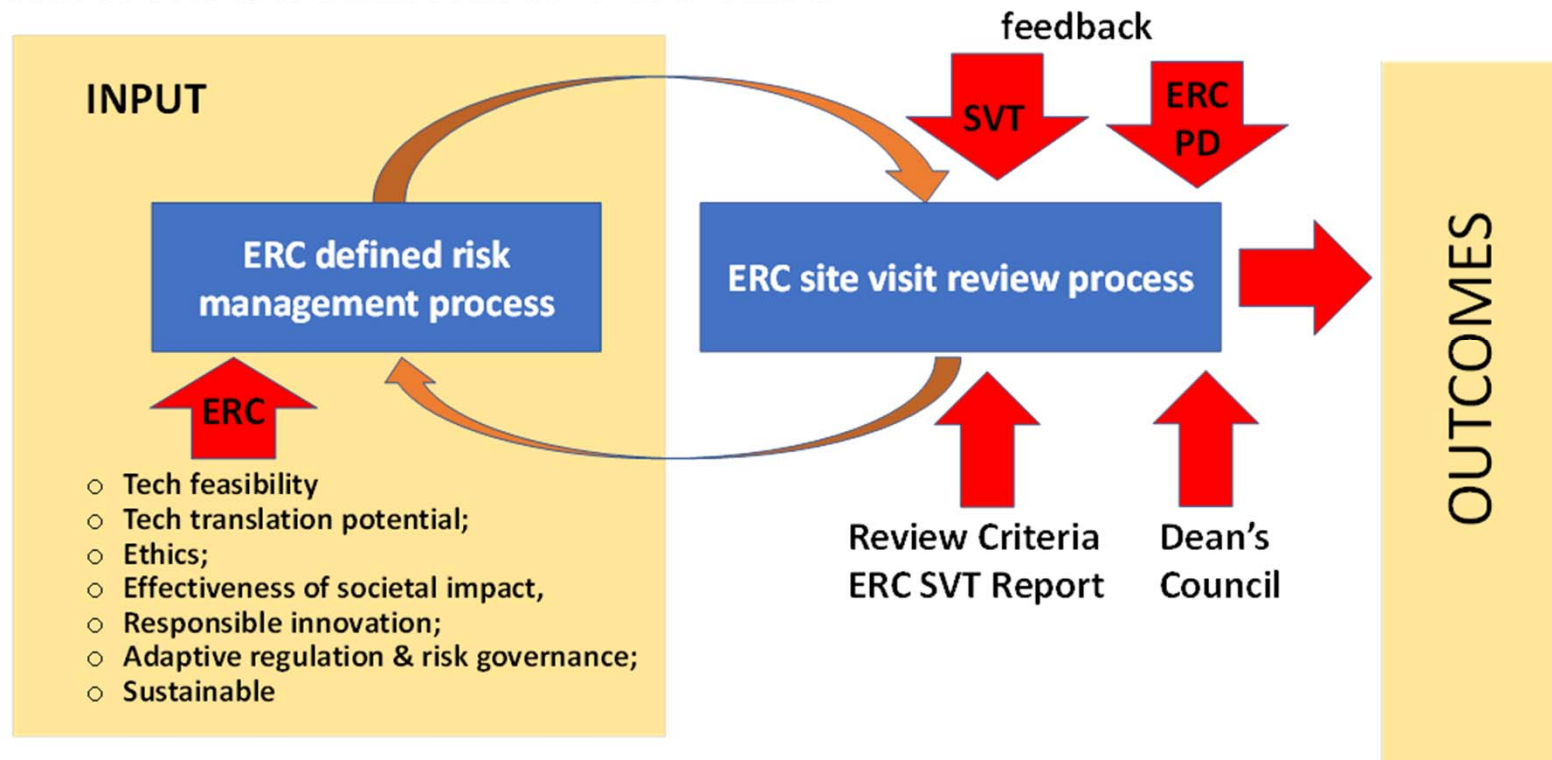 feedback
INPUT
SVT
ERC
PD
ERC defined risk
management process
ERC site visit review process
OUTCOMES
ERC
○ Tech feasibility
○ Tech translation potential;
○ Ethics;
○ Effectiveness of societal impact,
○ Responsible innovation;
○ Adaptive regulation & risk governance;
○ Sustainable
Review Criteria
ERC SVT Report
Dean’s
Council